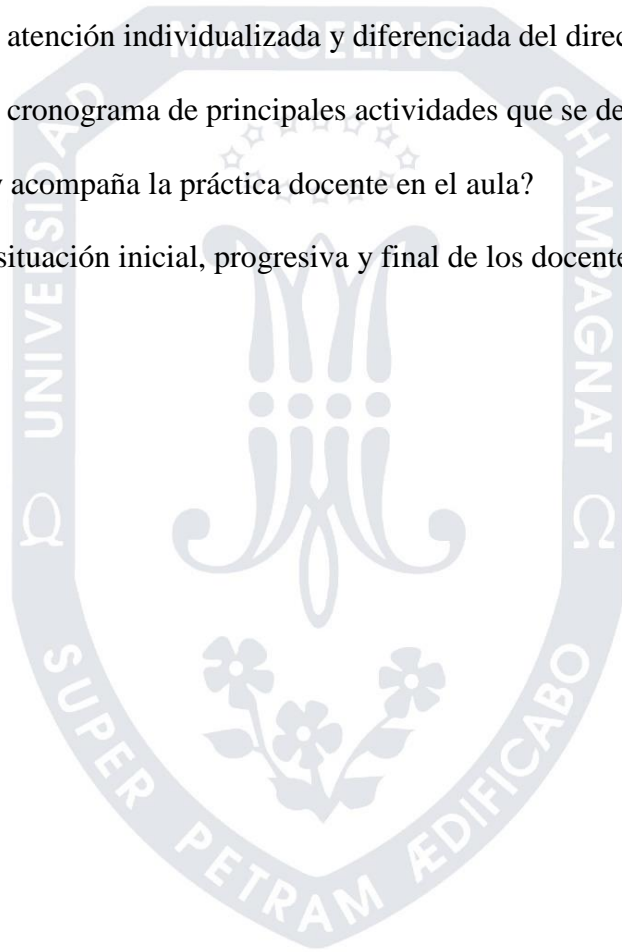 atención individualizada y diferenciada del direc
cronograma de principales actividades que se de
y acompaña la práctica docente en el aula?
situación inicial, progresiva y final de los docente
UNIVERSIDAD
MARCELINO
CHAMPAGNAT
SUPER PETRAM ÆDIFICABO